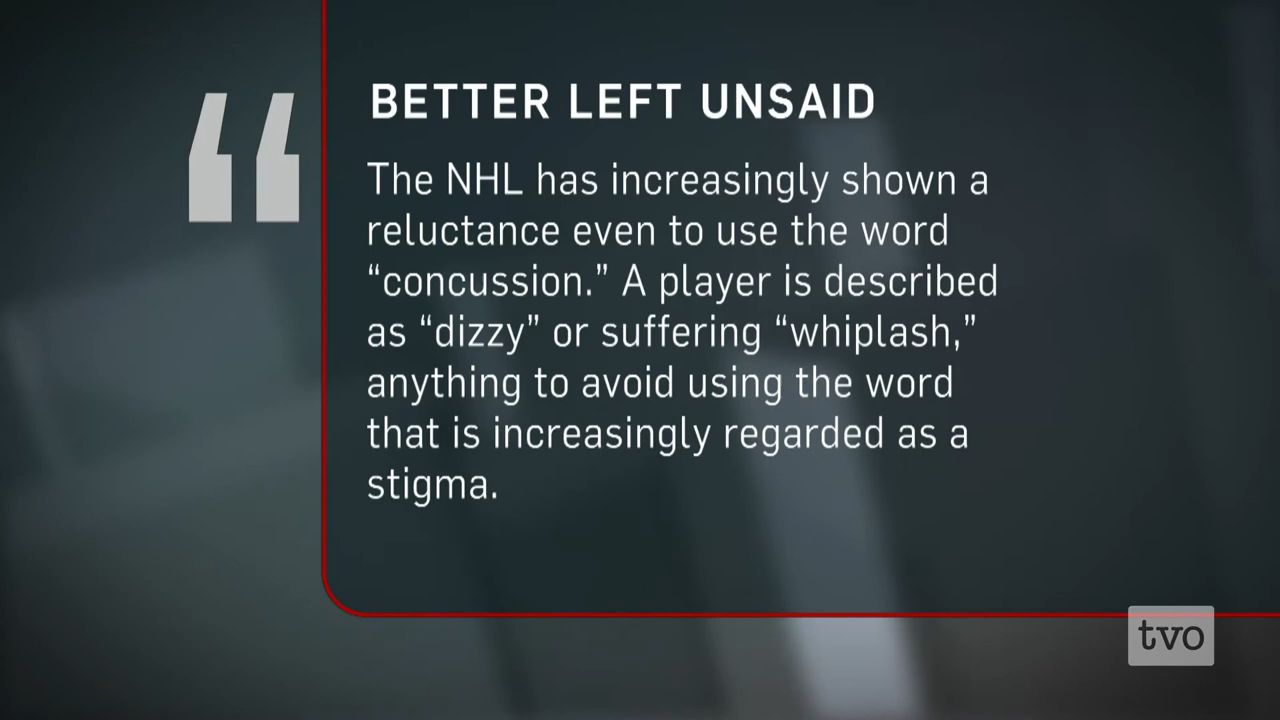 “
BETTER LEFT UNSAID
The NHL has increasingly shown a
reluctance even to use the word
“concussion.” A player is described
as “dizzy” or suffering “whiplash,”
anything to avoid using the word
that is increasingly regarded as a
stigma.
tvo